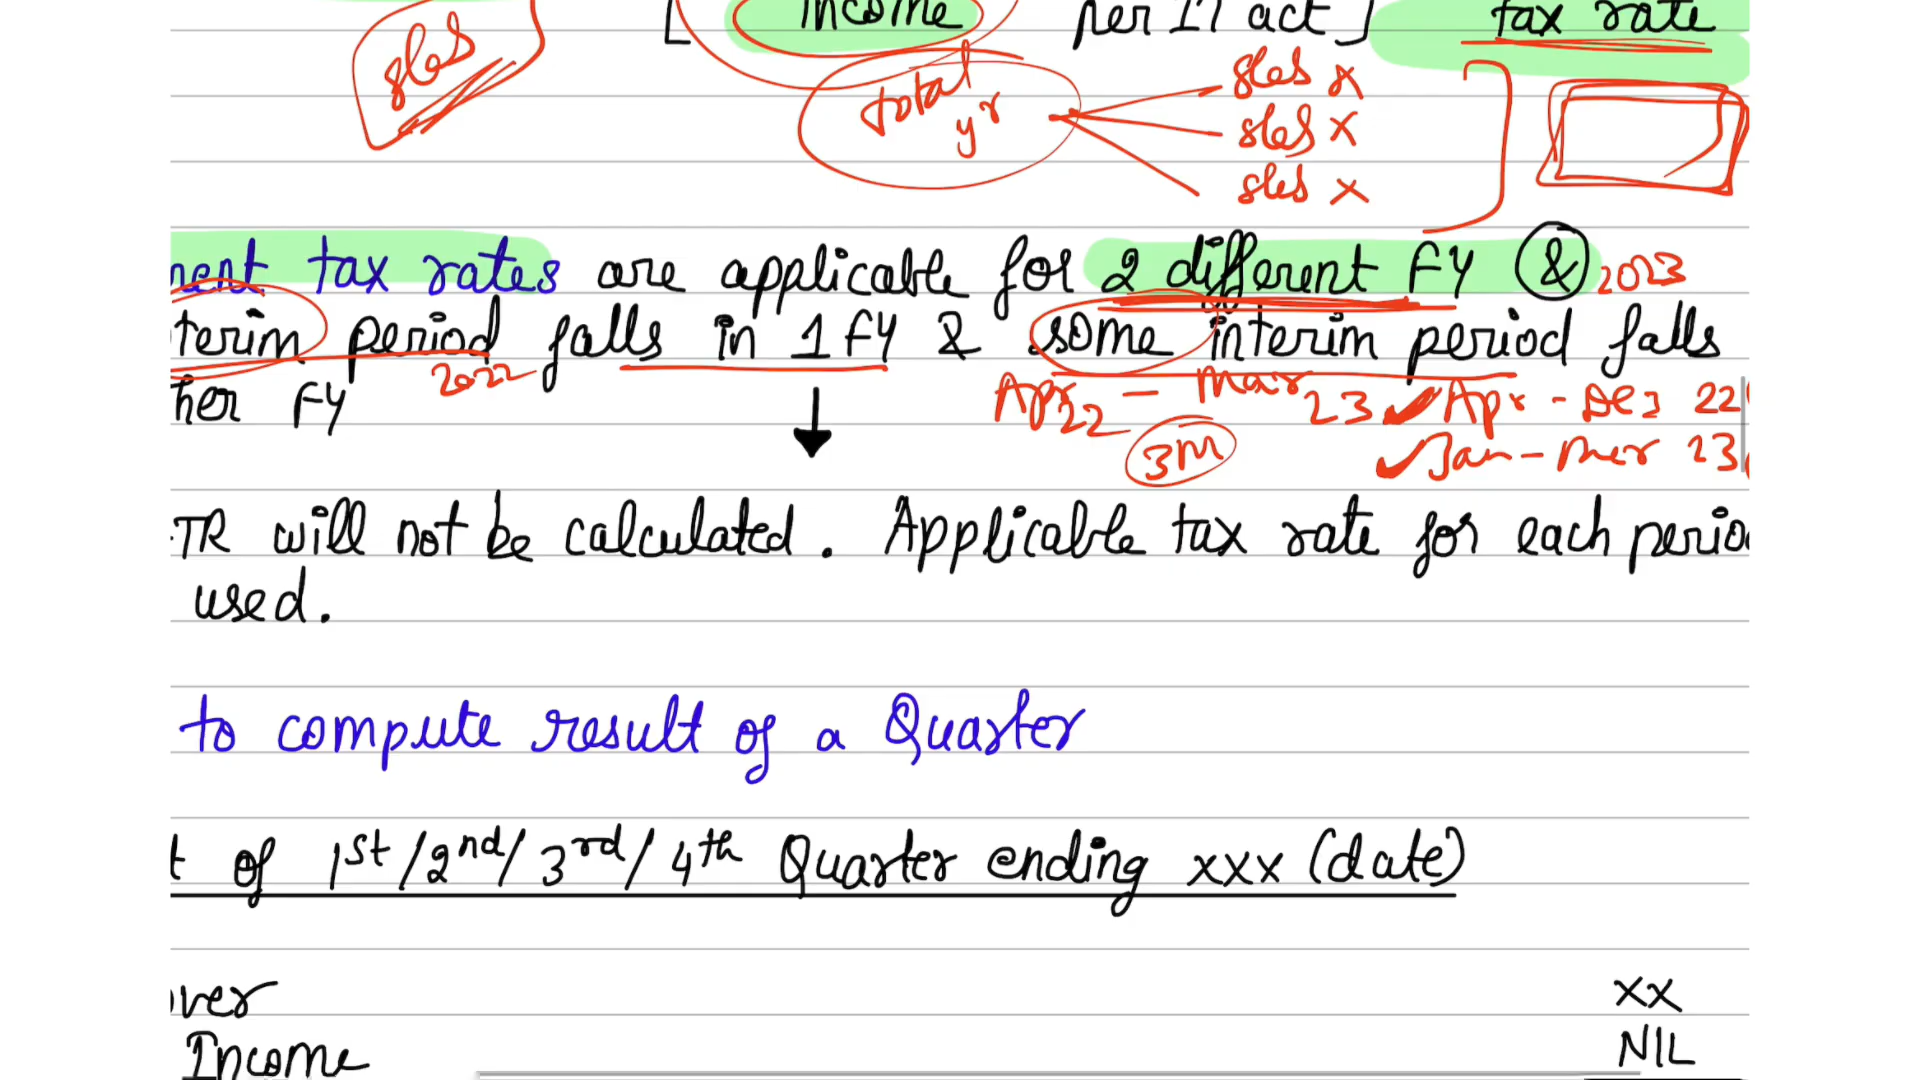 [ income per IT act ] tax rate
sles
total yr
sles x
sles x
sles x
nent tax rates are applicable for 2 different FY & 2023
terim period falls in 1 FY & some interim period falls
2022
her FY
Apr 22 - Mar 23
Apr - Dec 22
3m
Jan - Mar 23
TR will not be calculated. Applicable tax rate for each perio
used.
to compute result of a Quarter
t of 1st/2nd/3rd/4th Quarter ending xxx (date)
over xx
Income NIL